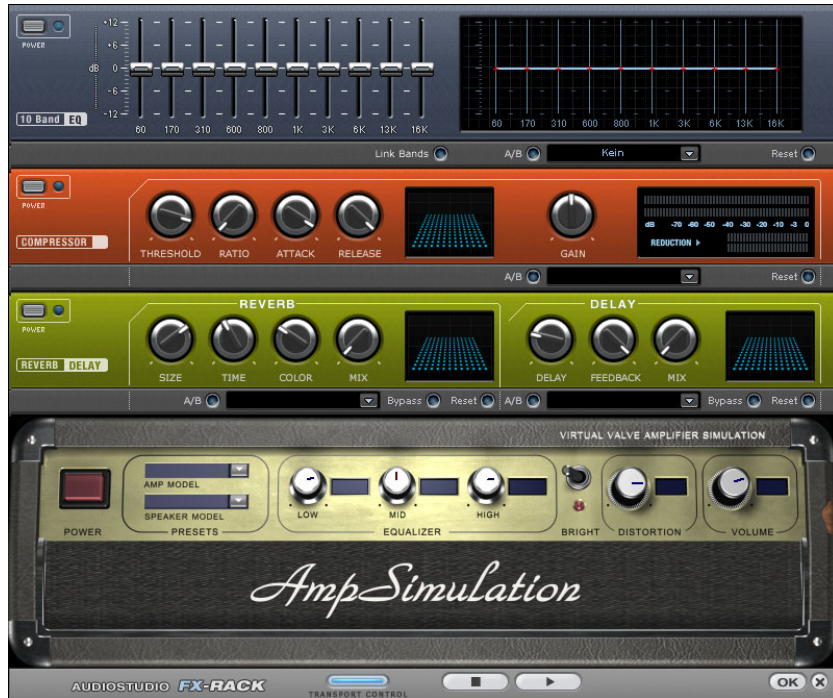 +12
POWER
+6
dB 0
-6
10 Band EQ
-12
60 170 310 600 800 1K 3K 6K 13K 16K
60 170 310 600 800 1K 3K 6K 13K 16K
Link Bands A/B Kein Reset
POWER
COMPRESSOR
THRESHOLD RATIO ATTACK RELEASE GAIN
dB -70 -60 -50 -40 -30 -20 -10 -3 0
REDUCTION
A/B Reset
REVERB DELAY
POWER
REVERB DELAY
SIZE TIME COLOR MIX DELAY FEEDBACK MIX
A/B Bypass Reset A/B Bypass Reset
VIRTUAL VALVE AMPLIFIER SIMULATION
AMP MODEL
SPEAKER MODEL
LOW MID HIGH
POWER PRESETS EQUALIZER BRIGHT DISTORTION VOLUME
AmpSimulation
AUDIOSTUDIO FX-RACK
TRANSPORT CONTROL
OK